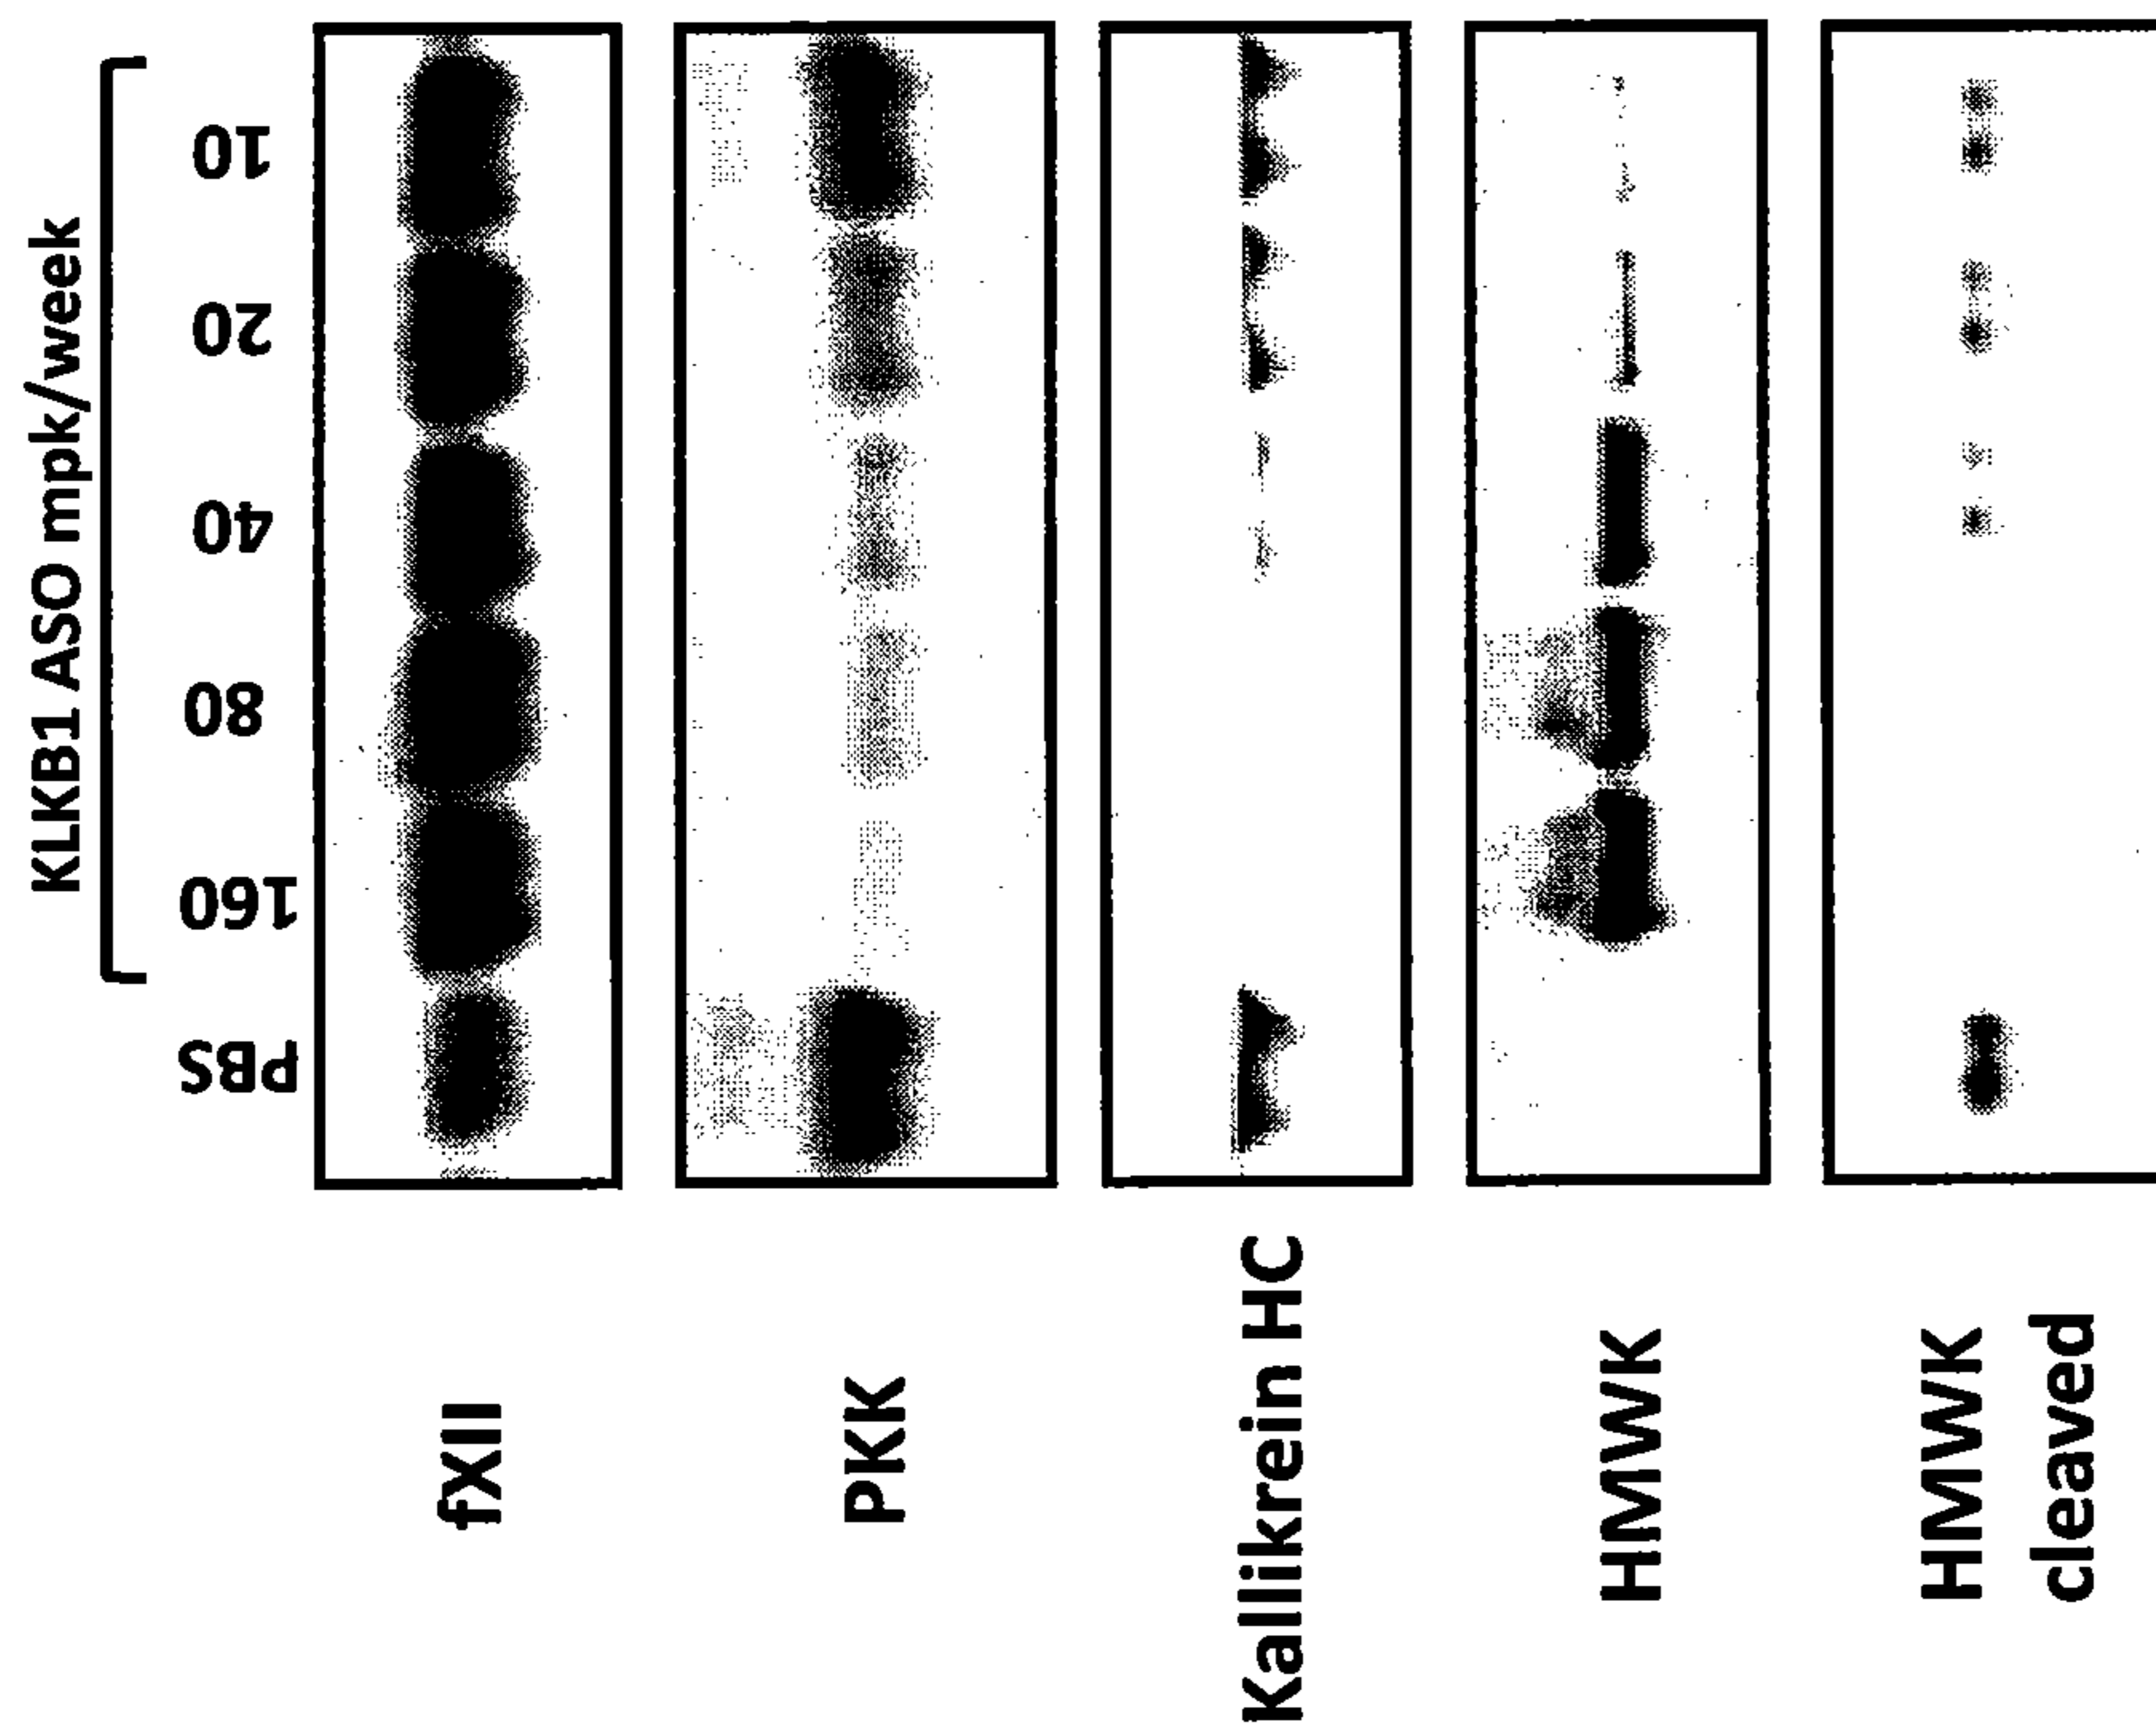 KLKB1 ASO mpk/week
PBS
160
80
40
20
10
fXII
PKK
Kallikrein HC
HMWK
HMWK
cleaved